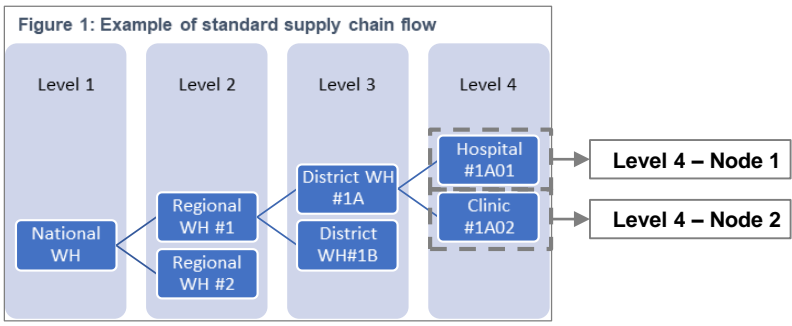 Figure 1: Example of standard supply chain flow
Level 1
Level 2
Level 3
Level 4
National
WH
Regional
WH #1
Regional
WH #2
District WH
#1A
District
WH#1B
Hospital
#1A01
Clinic
#1A02
Level 4 – Node 1
Level 4 – Node 2